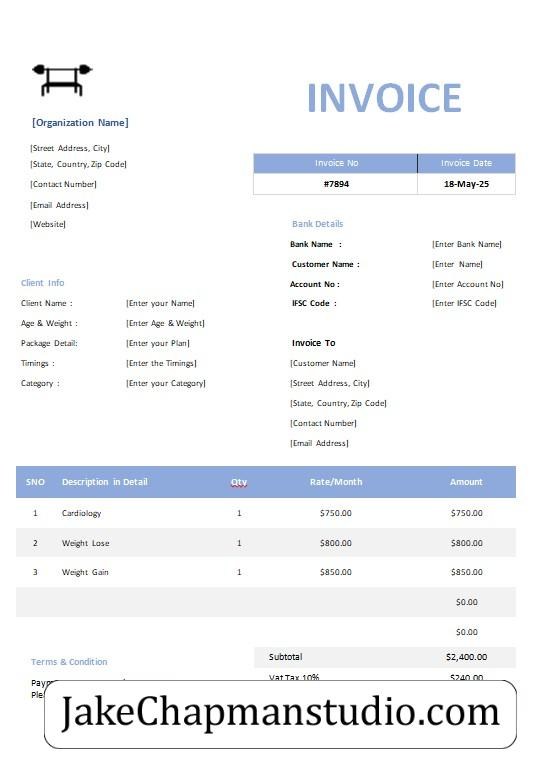 INVOICE
[Organization Name]
[Street Address, City]
[State, Country, Zip Code]
[Contact Number]
[Email Address]
[Website]
Invoice No Invoice Date
#7894 18-May-25
Bank Details
Bank Name : [Enter Bank Name]
Customer Name : [Enter Name]
Account No : [Enter Account No]
IFSC Code : [Enter IFSC Code]
Client Info
Client Name : [Enter your Name]
Age & Weight : [Enter Age & Weight]
Package Detail: [Enter your Plan]
Timings : [Enter the Timings]
Category : [Enter your Category]
Invoice To
[Customer Name]
[Street Address, City]
[State, Country, Zip Code]
[Contact Number]
[Email Address]
SNO Description in Detail Qty Rate/Month Amount
1 Cardiology 1 $750.00 $750.00
2 Weight Lose 1 $800.00 $800.00
3 Weight Gain 1 $850.00 $850.00
$0.00
$0.00
Subtotal $2,400.00
Terms & Condition
Vat Tax 10% $240.00
JakeChapmanstudio.com